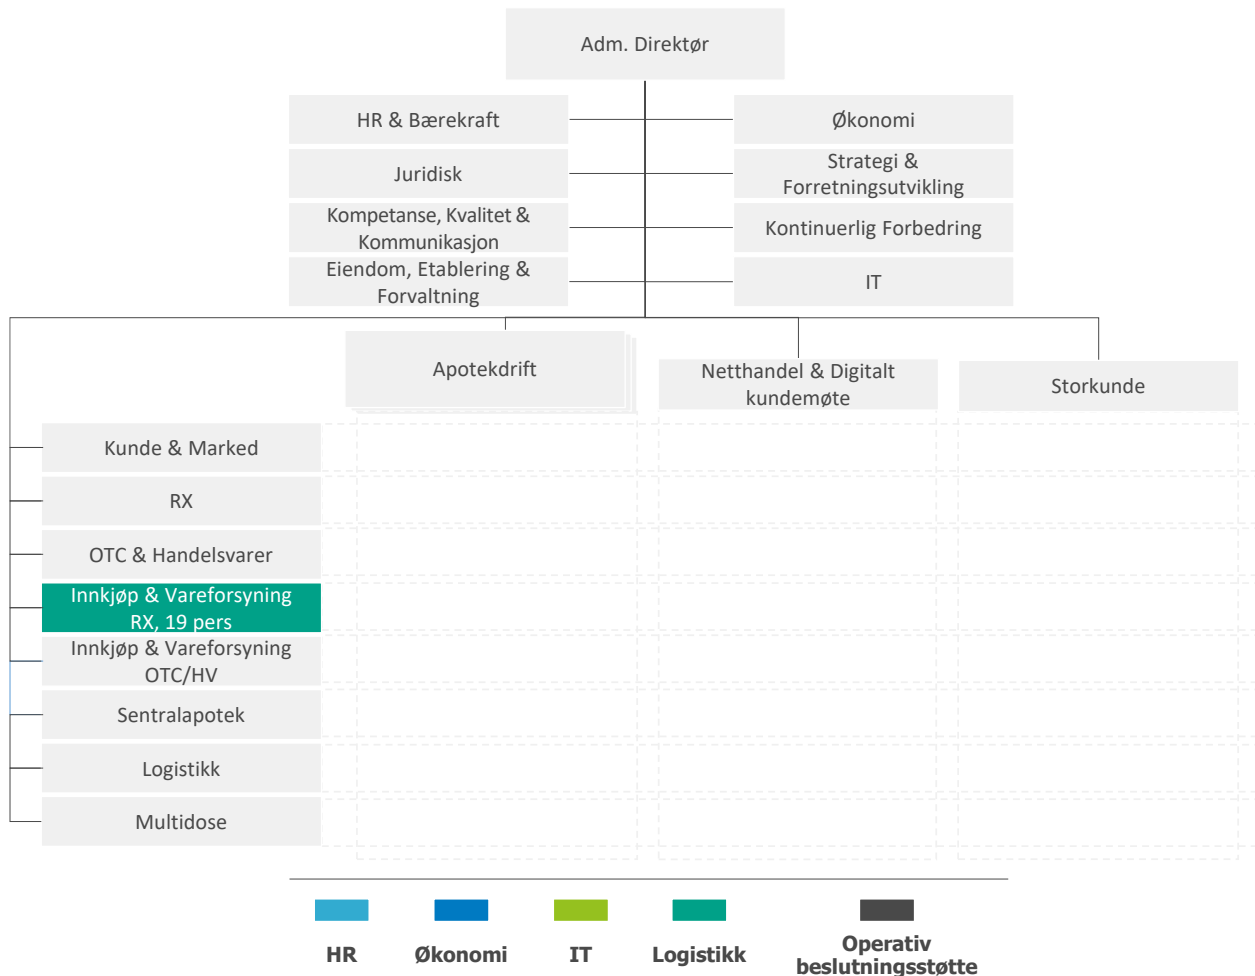 Adm. Direktør
HR & Bærekraft
Økonomi
Juridisk
Strategi &
Forretningsutvikling
Kompetanse, Kvalitet &
Kommunikasjon
Kontinuerlig Forbedring
Eiendom, Etablering &
Forvaltning
IT
Apotekdrift
Netthandel & Digitalt
kundemøte
Storkunde
Kunde & Marked
RX
OTC & Handelsvarer
Innkjøp & Vareforsyning
RX, 19 pers
Innkjøp & Vareforsyning
OTC/HV
Sentralapotek
Logistikk
Multidose
HR
Økonomi
IT
Logistikk
Operativ
beslutningsstøtte